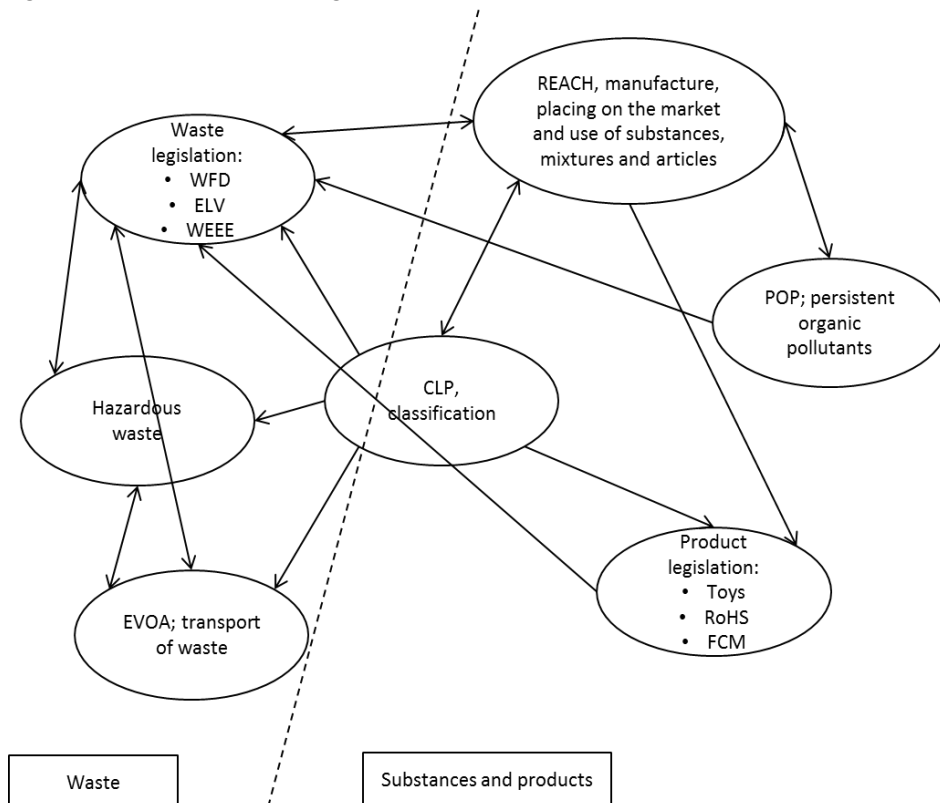 REACH, manufacture,
placing on the market
and use of substances,
mixtures and articles
Waste
legislation:
• WFD
• ELV
• WEEE
POP; persistent
organic
pollutants
CLP,
classification
Hazardous
waste
Product
legislation:
• Toys
• RoHS
• FCM
EVOA; transport
of waste
Waste
Substances and products